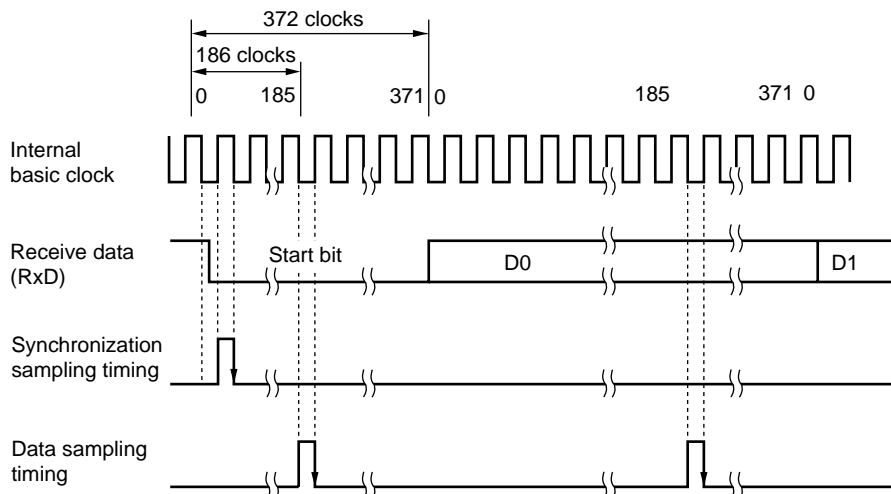 372 clocks
186 clocks
0 185 371 0 185 371 0
Internal
basic clock
Receive data
(RxD)
Start bit D0 D1
Synchronization
sampling timing
Data sampling
timing